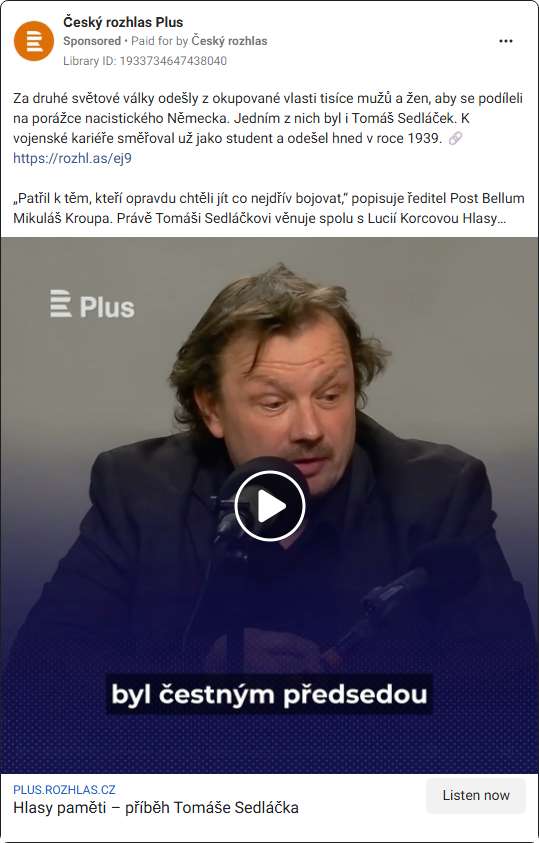 Český rozhlas Plus
Sponsored • Paid for by Český rozhlas
Library ID: 1933734647438040
Za druhé světové války odešly z okupované vlasti tisíce mužů a žen, aby se podíleli
na porážce nacistického Německa. Jedním z nich byl i Tomáš Sedláček. K
vojenské kariéře směřoval už jako student a odešel hned v roce 1939. 🔗
https://rozhl.as/ej9
„Patřil k těm, kteří opravdu chtěli jít co nejdřív bojovat,“ popisuje ředitel Post Bellum
Mikuláš Kroupa. Právě Tomáši Sedláčkovi věnuje spolu s Lucií Korcovou Hlasy…
Plus
byl čestným předsedou
PLUS.ROZHLAS.CZ
Hlasy paměti – příběh Tomáše Sedláčka
Listen now